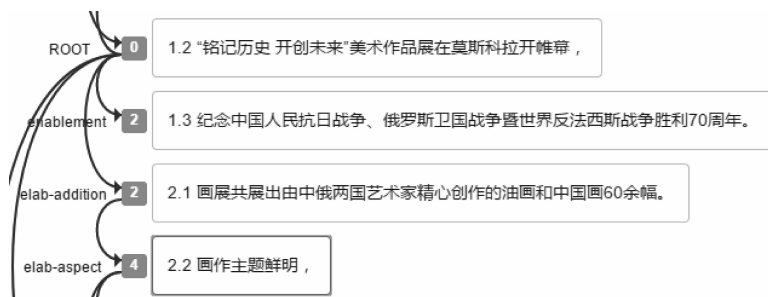 ROOT 0 1.2 “铭记历史 开创未来”美术作品展在莫斯科拉开帷幕，
enablement 2 1.3 纪念中国人民抗日战争、俄罗斯卫国战争暨世界反法西斯战争胜利70周年。
elab-addition 2 2.1 画展共展出由中俄两国艺术家精心创作的油画和中国画60余幅。
elab-aspect 4 2.2 画作主题鲜明，